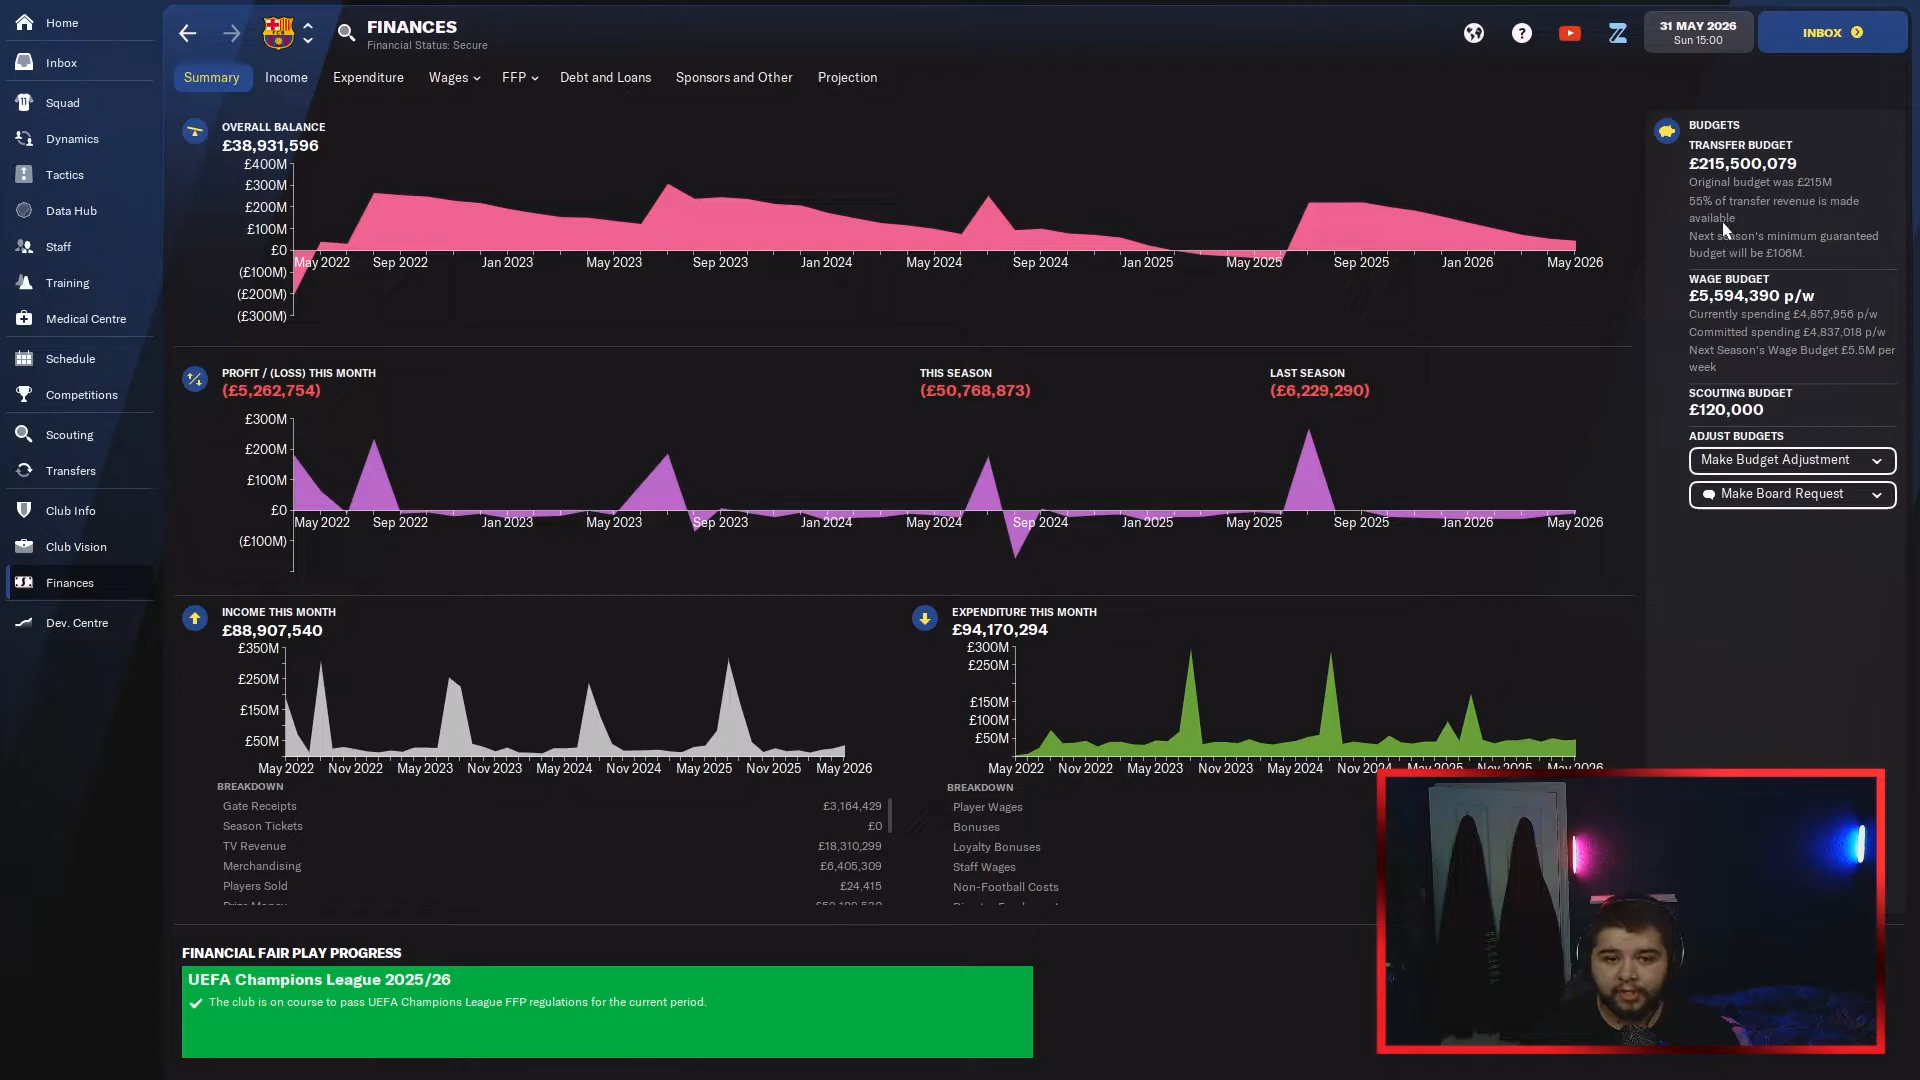 Home
Inbox
Squad
Dynamics
Tactics
Data Hub
Staff
Training
Medical Centre
Schedule
Competitions
Scouting
Transfers
Club Info
Club Vision
Finances
Dev. Centre
FINANCES
Financial Status: Secure
31 MAY 2026
Sun 15:00
INBOX
Summary
Income
Expenditure
Wages
FFP
Debt and Loans
Sponsors and Other
Projection
OVERALL BALANCE
£38,931,596
£400M
£300M
£200M
£100M
£0
(£100M)
(£200M)
(£300M)
May 2022 Sep 2022 Jan 2023 May 2023 Sep 2023 Jan 2024 May 2024 Sep 2024 Jan 2025 May 2025 Sep 2025 Jan 2026 May 2026
PROFIT / (LOSS) THIS MONTH
(£5,262,754)
THIS SEASON
(£50,768,873)
LAST SEASON
(£6,229,290)
£300M
£200M
£100M
£0
(£100M)
May 2022 Sep 2022 Jan 2023 May 2023 Sep 2023 Jan 2024 May 2024 Sep 2024 Jan 2025 May 2025 Sep 2025 Jan 2026 May 2026
INCOME THIS MONTH
£88,907,540
£350M
£250M
£150M
£50M
May 2022 Nov 2022 May 2023 Nov 2023 May 2024 Nov 2024 May 2025 Nov 2025 May 2026
BREAKDOWN
Gate Receipts £3,164,429
Season Tickets £0
TV Revenue £18,310,299
Merchandising £6,405,309
Players Sold £24,415
EXPENDITURE THIS MONTH
£94,170,294
£300M
£250M
£150M
£100M
£50M
May 2022 Nov 2022 May 2023 Nov 2023 May 2024 Nov 2024 May 2025 Nov 2025 May 2026
BREAKDOWN
Player Wages
Bonuses
Loyalty Bonuses
Staff Wages
Non-Football Costs
FINANCIAL FAIR PLAY PROGRESS
UEFA Champions League 2025/26
The club is on course to pass UEFA Champions League FFP regulations for the current period.
BUDGETS
TRANSFER BUDGET
£215,500,079
Original budget was £215M
55% of transfer revenue is made
available
Next season's minimum guaranteed
budget will be £106M.
WAGE BUDGET
£5,594,390 p/w
Currently spending £4,857,956 p/w
Committed spending £4,837,018 p/w
Next Season's Wage Budget £5.5M per
week
SCOUTING BUDGET
£120,000
ADJUST BUDGETS
Make Budget Adjustment
Make Board Request